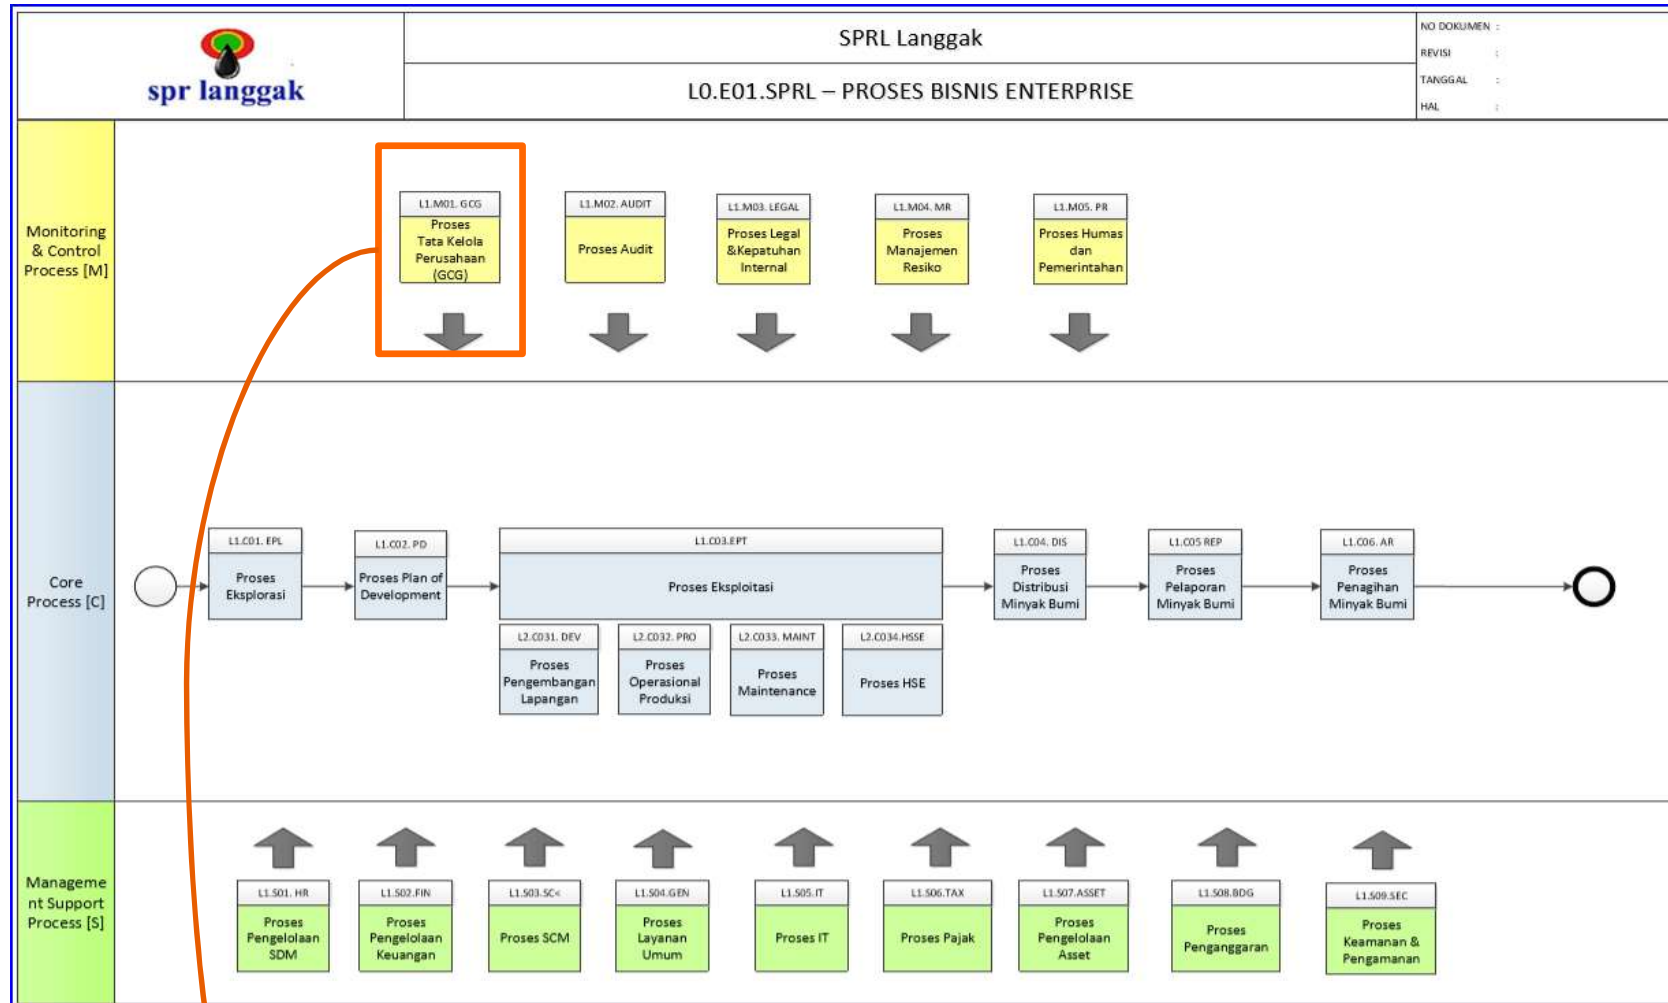 spr langgak
SPRL Langgak
L0.E01.SPRL – PROSES BISNIS ENTERPRISE
NO DOKUMEN :
REVISI :
TANGGAL :
HAL :
Monitoring
& Control
Process [M]
L1.M01. GCG
Proses
Tata Kelola
Perusahaan
(GCG)
L1.M02. AUDIT
Proses Audit
L1.M03. LEGAL
Proses Legal
&Kepatuhan
Internal
L1.M04. MR
Proses
Manajemen
Resiko
L1.M05. PR
Proses Humas
dan
Pemerintahan
Core
Process [C]
L1.C01. EPL
Proses
Eksplorasi
L1.C02. PD
Proses Plan of
Development
L1.C03.EPT
Proses Eksploitasi
L2.C031. DEV
Proses
Pengembangan
Lapangan
L2.C032. PRO
Proses
Operasional
Produksi
L2.C033. MAINT
Proses
Maintenance
L2.C034.HSSE
Proses HSE
L1.C04. DIS
Proses
Distribusi
Minyak Bumi
L1.C05 REP
Proses
Pelaporan
Minyak Bumi
L1.C06. AR
Proses
Penagihan
Minyak Bumi
Manageme
nt Support
Process [S]
L1.S01. HR
Proses
Pengelolaan
SDM
L1.S02.FIN
Proses
Pengelolaan
Keuangan
L1.S03.SC<
Proses SCM
L1.S04.GEN
Proses
Layanan
Umum
L1.S05.IT
Proses IT
L1.S06.TAX
Proses Pajak
L1.S07.ASSET
Proses
Pengelolaan
Asset
L1.S08.BDG
Proses
Penganggaran
L1.S09.SEC
Proses
Keamanan &
Pengamanan